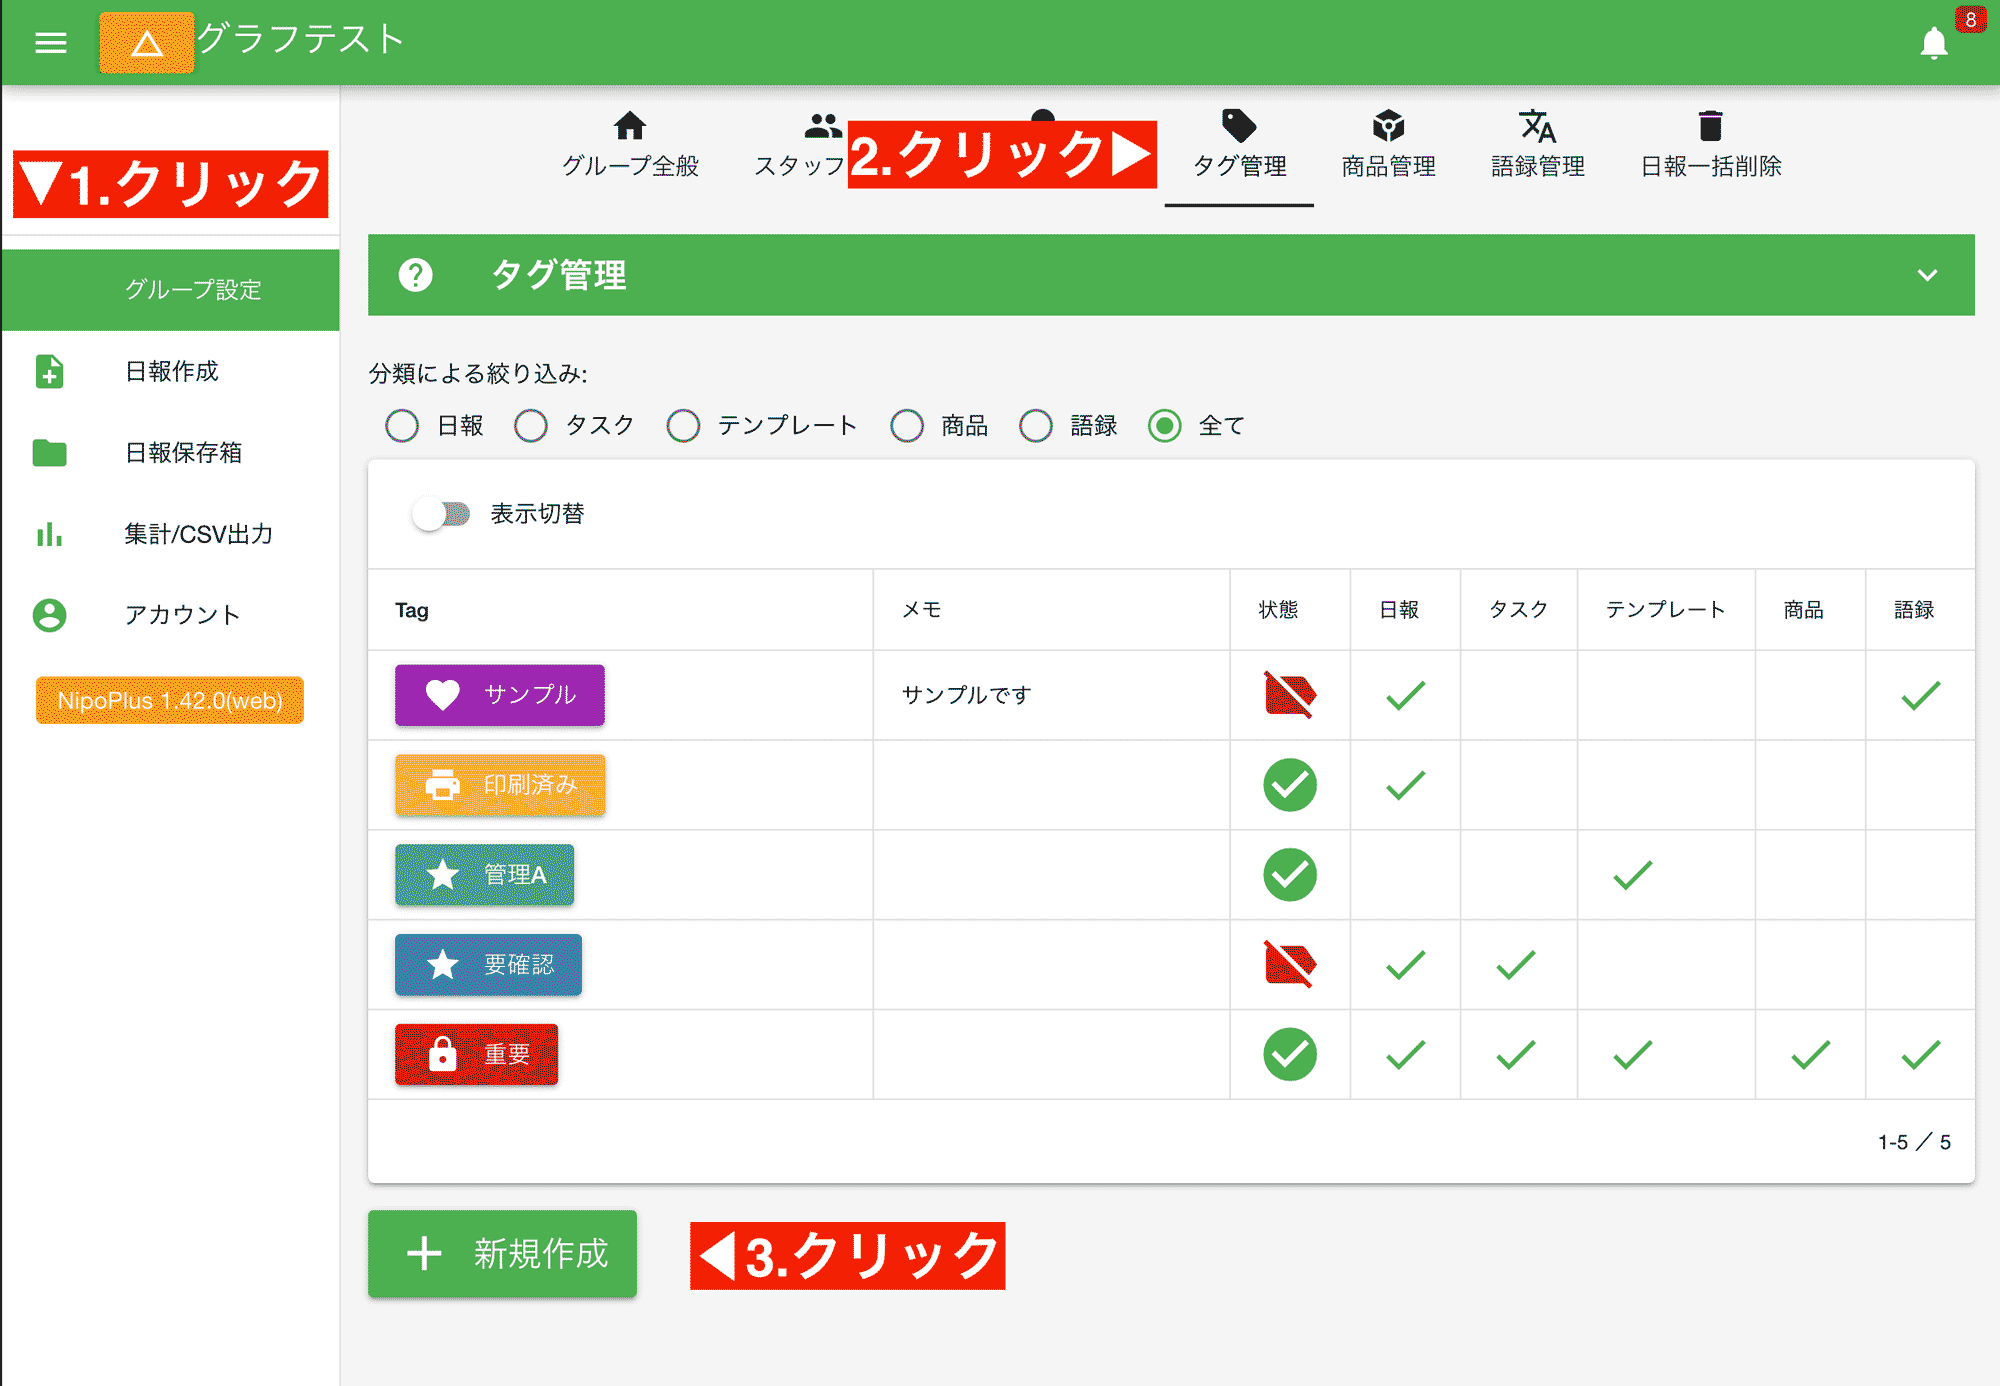 グラフテスト
8
▼1.クリック
グループ設定
日報作成
日報保存箱
集計/CSV出力
アカウント
NipoPlus 1.42.0(web)
グループ全般
スタッフ
2.クリック▶
タグ管理
商品管理
語録管理
日報一括削除
タグ管理
分類による絞り込み:
日報 タスク テンプレート 商品 語録 全て
表示切替
Tag メモ 状態 日報 タスク テンプレート 商品 語録
サンプル サンプルです
印刷済み
管理A
要確認
重要
1-5 ／ 5
新規作成
◀3.クリック